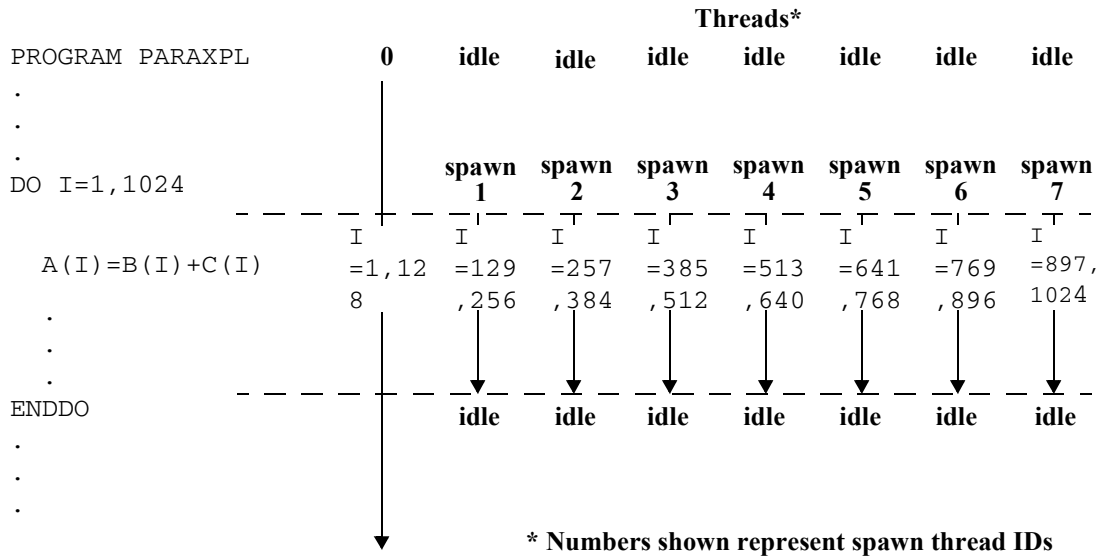 Threads*
PROGRAM PARAXPL 0 idle idle idle idle idle idle idle
.
.
.
spawn spawn spawn spawn spawn spawn spawn
DO I=1,1024 1 2 3 4 5 6 7
I I I I I I I I
A(I)=B(I)+C(I) =1,12 =129 =257 =385 =513 =641 =769 =897,
8 ,256 ,384 ,512 ,640 ,768 ,896 1024
.
.
.
ENDDO idle idle idle idle idle idle idle
.
.
.
* Numbers shown represent spawn thread IDs